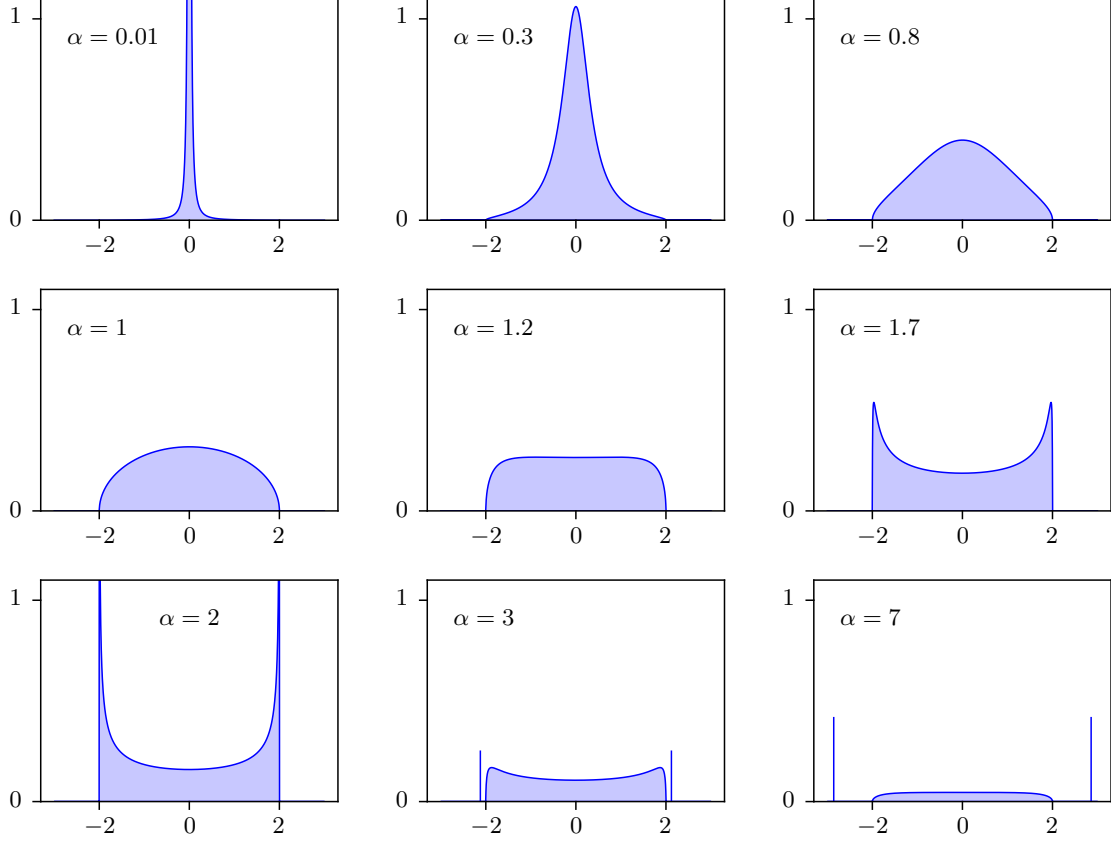 1 α = 0.01 0 −2 0 2
1 α = 0.3 0 −2 0 2
1 α = 0.8 0 −2 0 2
1 α = 1 0 −2 0 2
1 α = 1.2 0 −2 0 2
1 α = 1.7 0 −2 0 2
1 α = 2 0 −2 0 2
1 α = 3 0 −2 0 2
1 α = 7 0 −2 0 2